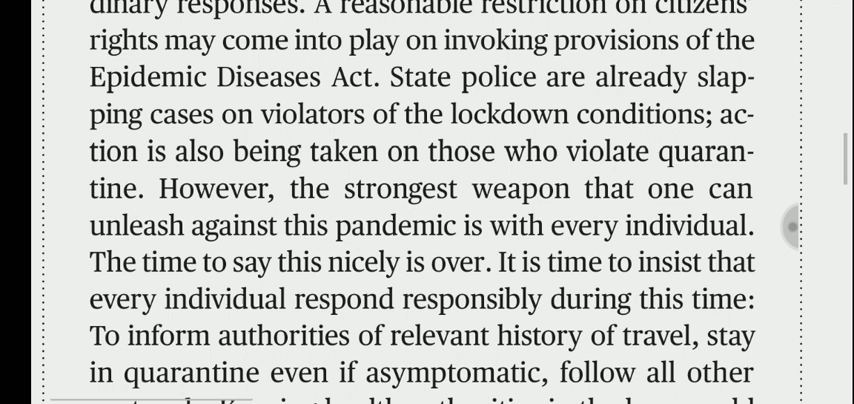 dinary responses. A reasonable restriction on citizens'
rights may come into play on invoking provisions of the
Epidemic Diseases Act. State police are already slap-
ping cases on violators of the lockdown conditions; ac-
tion is also being taken on those who violate quaran-
tine. However, the strongest weapon that one can
unleash against this pandemic is with every individual.
The time to say this nicely is over. It is time to insist that
every individual respond responsibly during this time:
To inform authorities of relevant history of travel, stay
in quarantine even if asymptomatic, follow all other